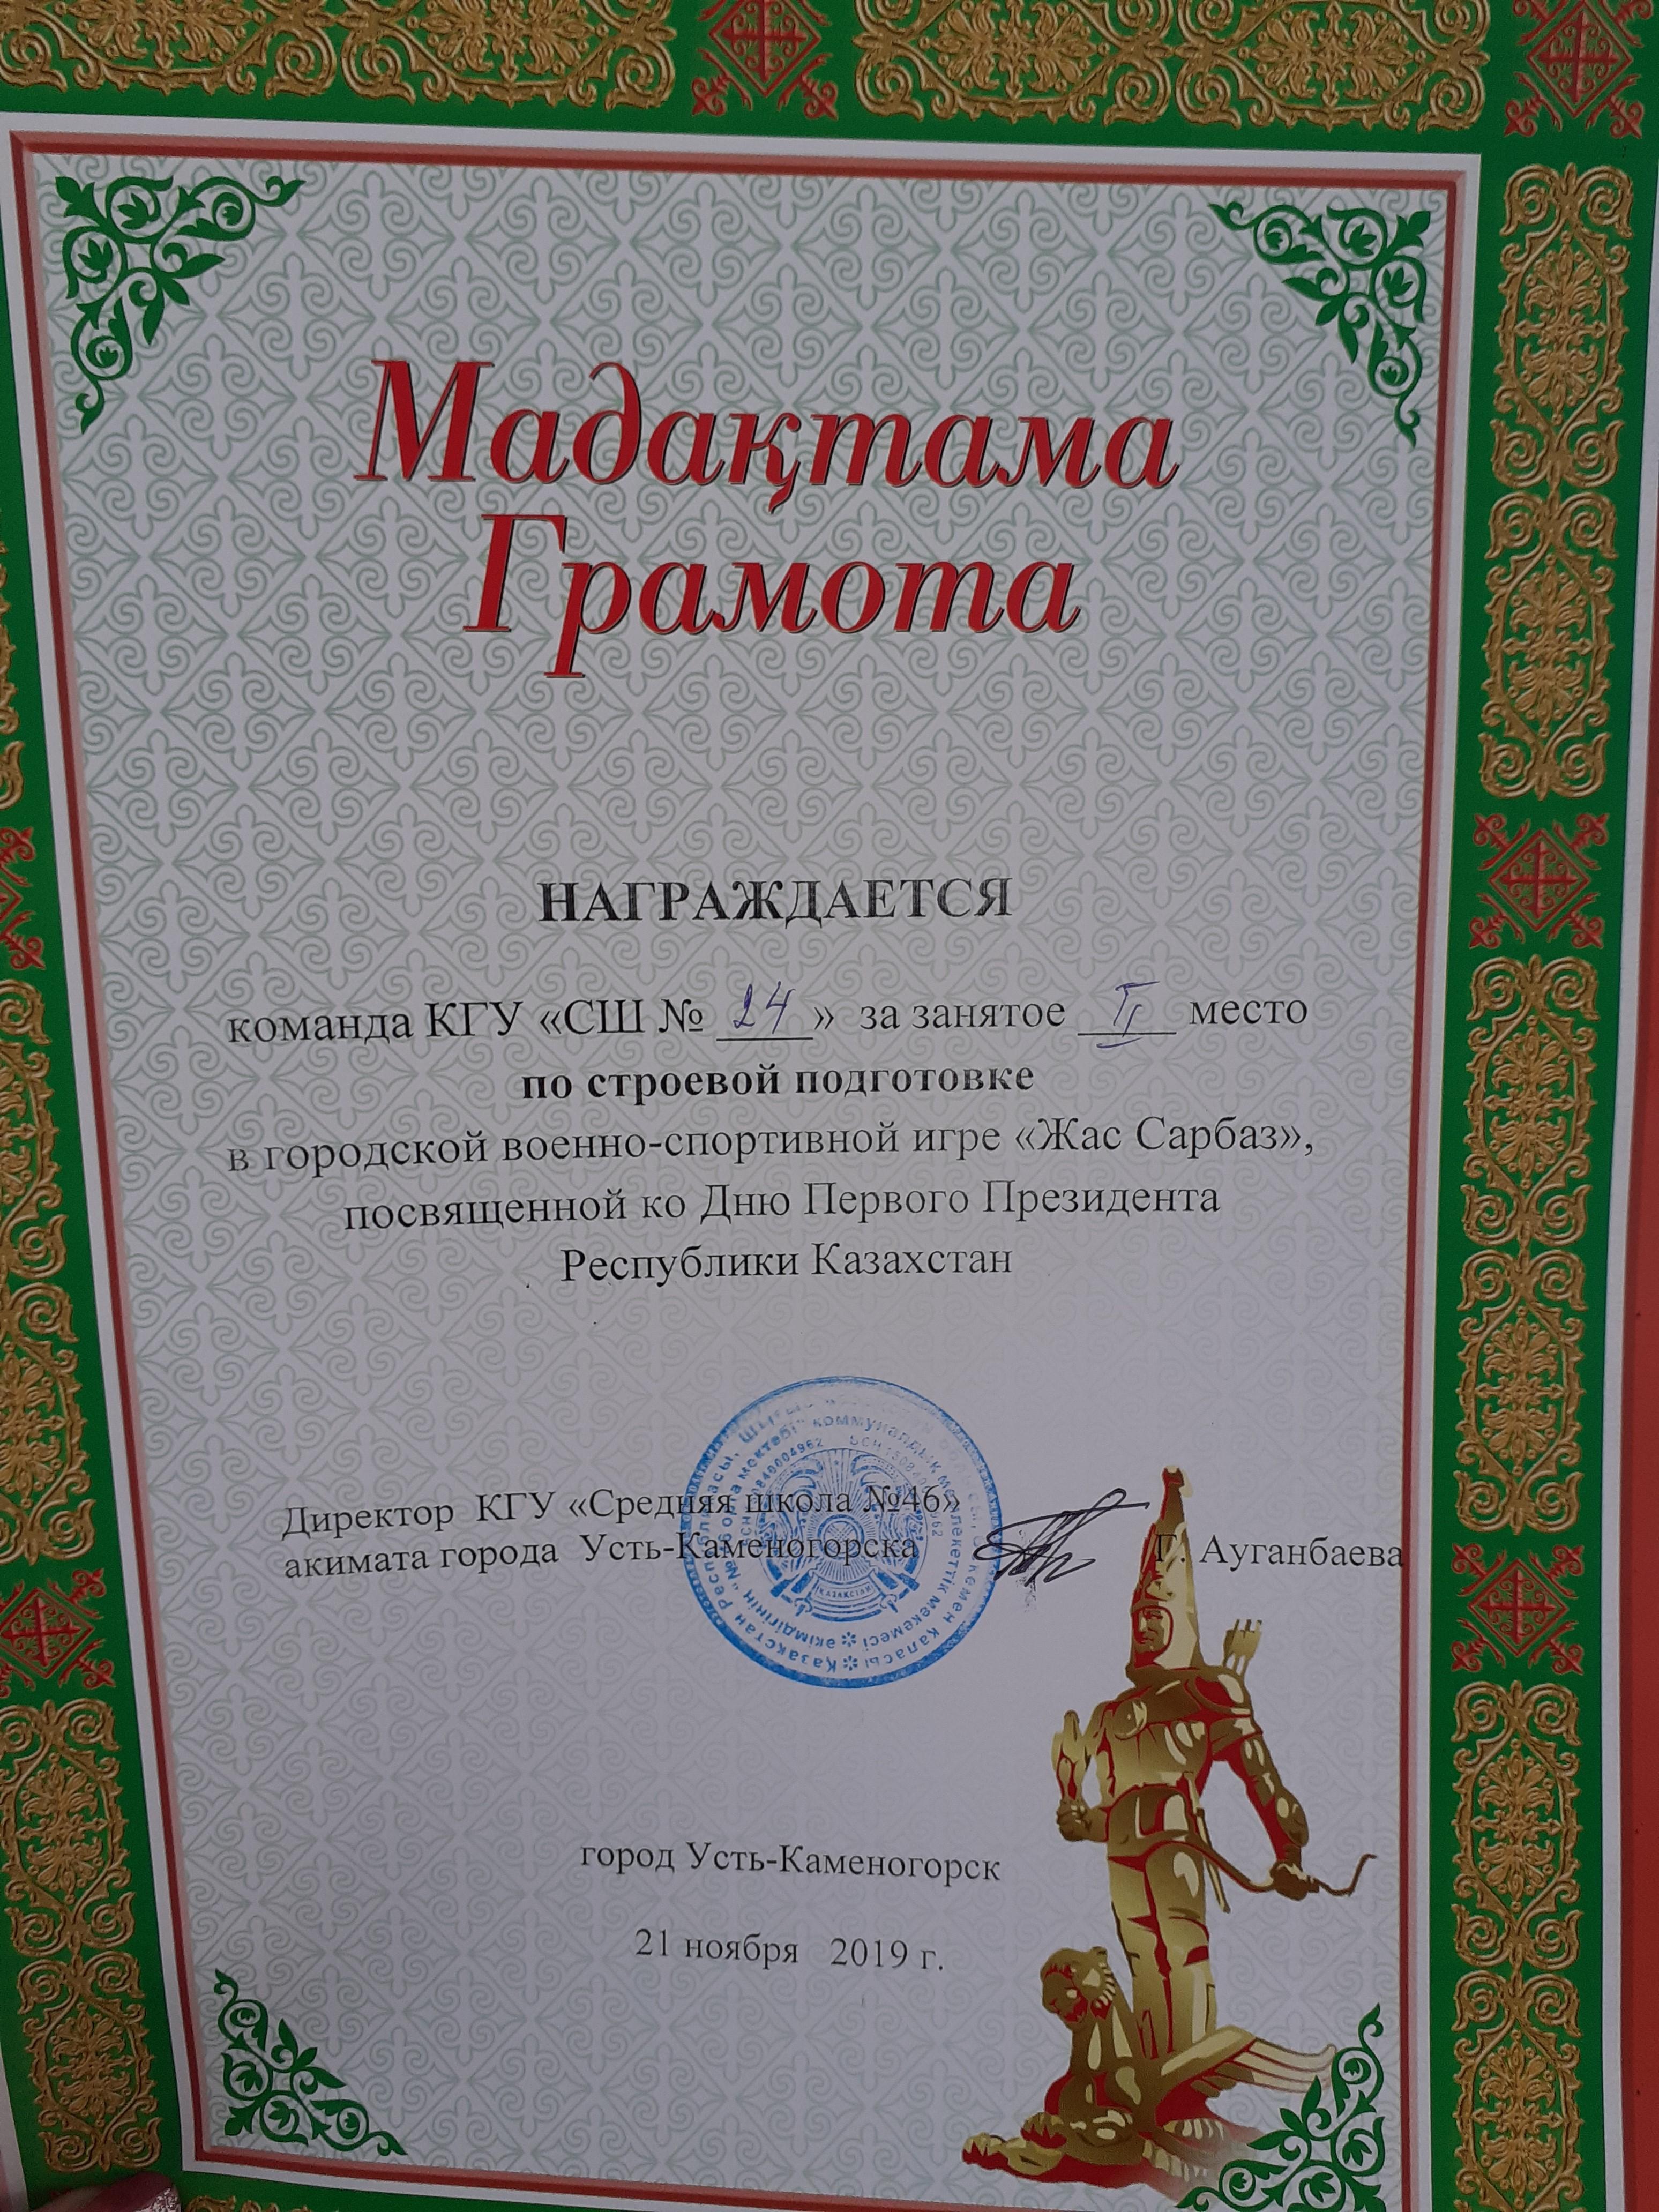 Мадақтама
Грамота
НАГРАЖДАЕТСЯ
команда КГУ «СШ № 24» за занятое II место
по строевой подготовке
в городской военно-спортивной игре «Жас Сарбаз»,
посвященной ко Дню Первого Президента
Республики Казахстан
Директор КГУ «Средняя школа №46»
акимата города Усть-Каменогорска Г. Ауганбаева
ҚАЗАҚСТАН
город Усть-Каменогорск
21 ноября 2019 г.